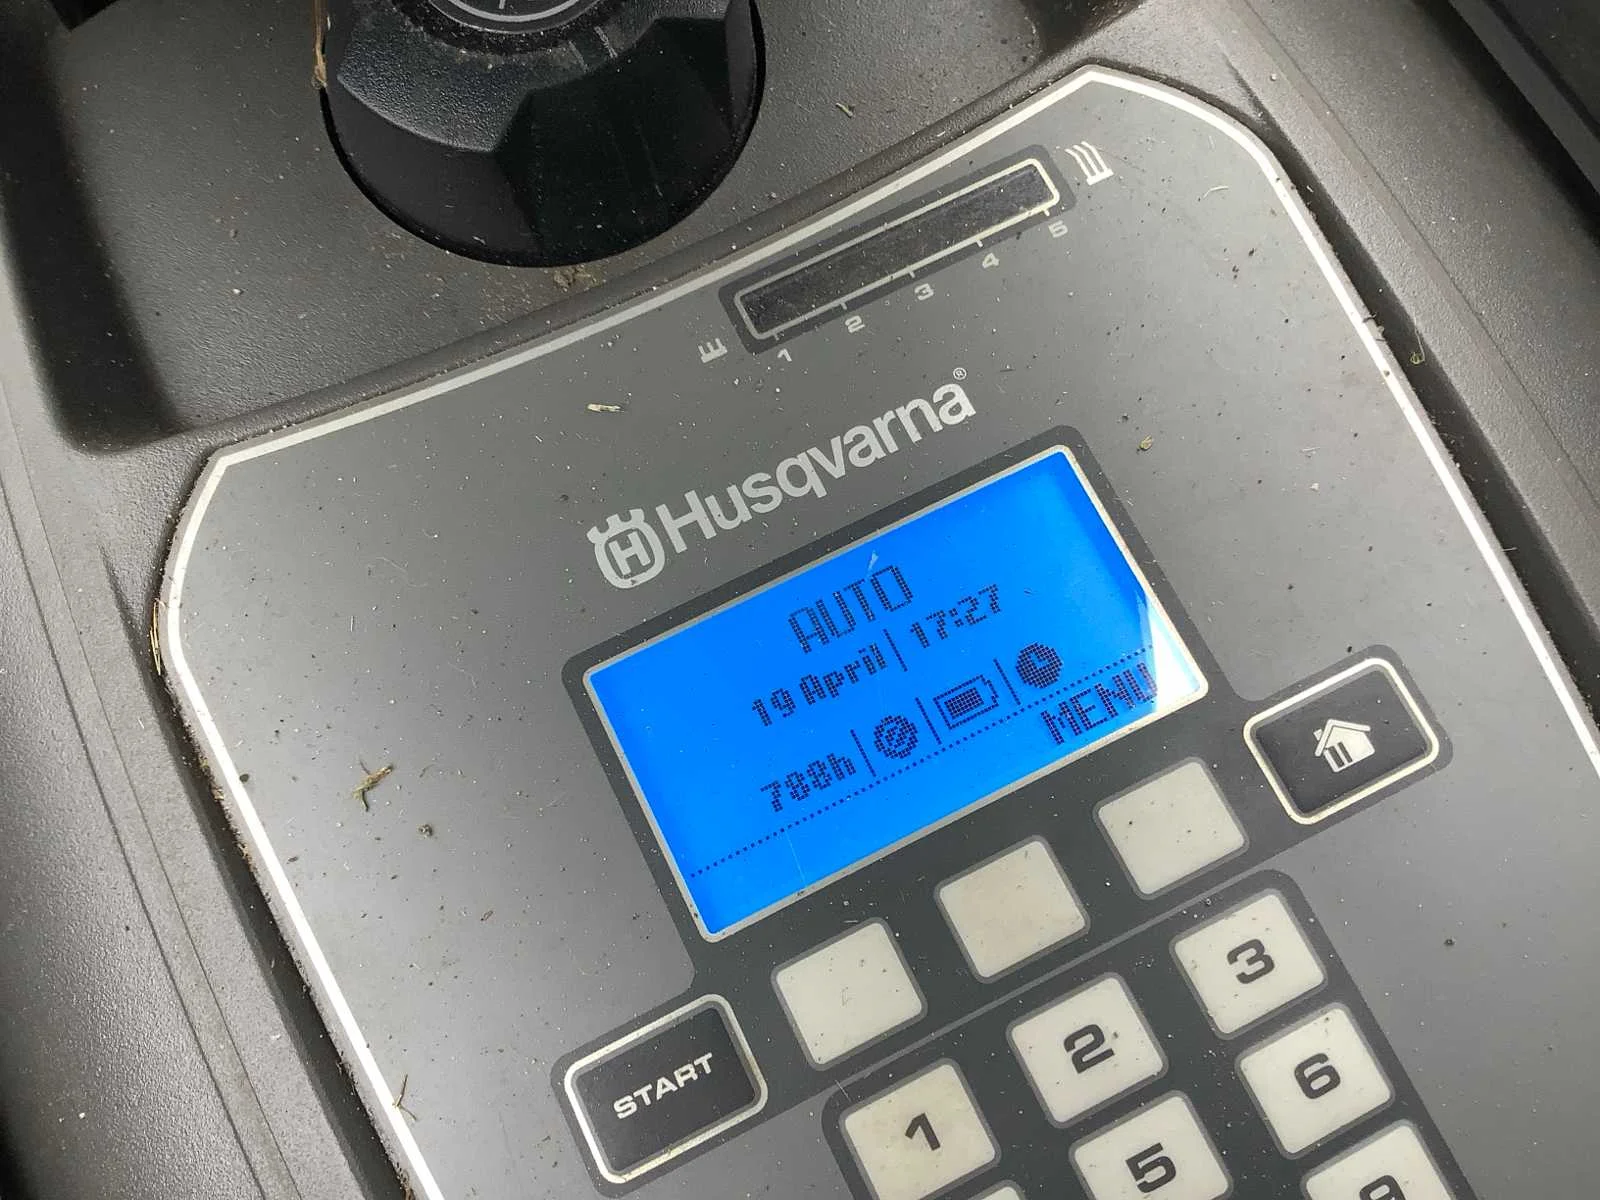 1 2 3 4 5
Husqvarna®
AUTO
19 April | 17:27
788h
MENU
START
1 2 3
5 6
9